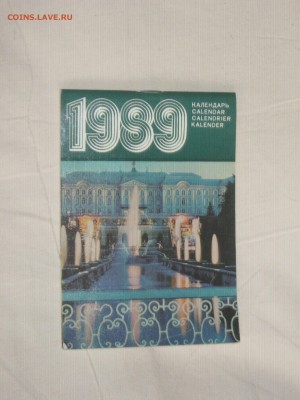 COINS.LAVE.RU
1989
КАЛЕНДАРЬ
CALENDAR
CALENDRIER
KALENDER